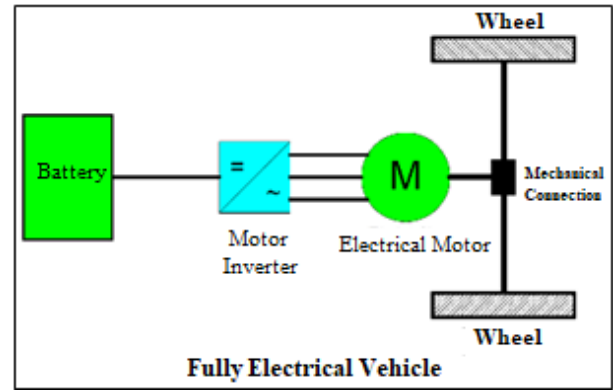 Wheel
Battery
=
~
M
Mechanical
Connection
Motor
Inverter
Electrical Motor
Wheel
Fully Electrical Vehicle